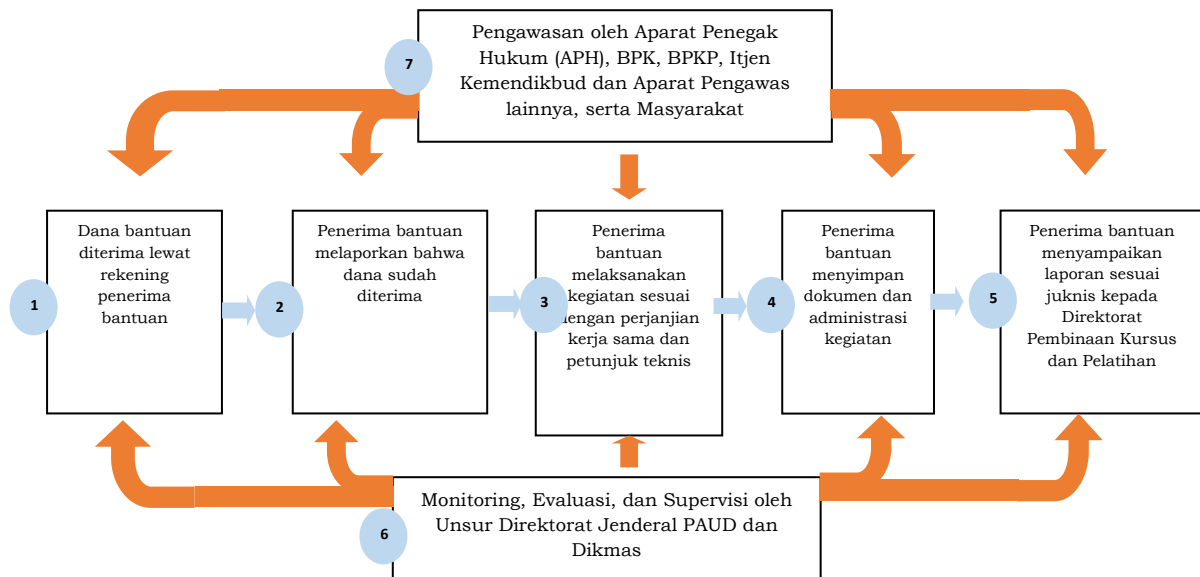 7
Pengawasan oleh Aparat Penegak
Hukum (APH), BPK, BPKP, Itjen
Kemendikbud dan Aparat Pengawas
lainnya, serta Masyarakat
1
Dana bantuan
diterima lewat
rekening
penerima
bantuan
2
Penerima bantuan
melaporkan bahwa
dana sudah
diterima
3
Penerima
bantuan
melaksanakan
kegiatan sesuai
dengan perjanjian
kerja sama dan
petunjuk teknis
4
Penerima
bantuan
menyimpan
dokumen dan
administrasi
kegiatan
5
Penerima bantuan
menyampaikan
laporan sesuai
juknis kepada
Direktorat
Pembinaan Kursus
dan Pelatihan
6
Monitoring, Evaluasi, dan Supervisi oleh
Unsur Direktorat Jenderal PAUD dan
Dikmas